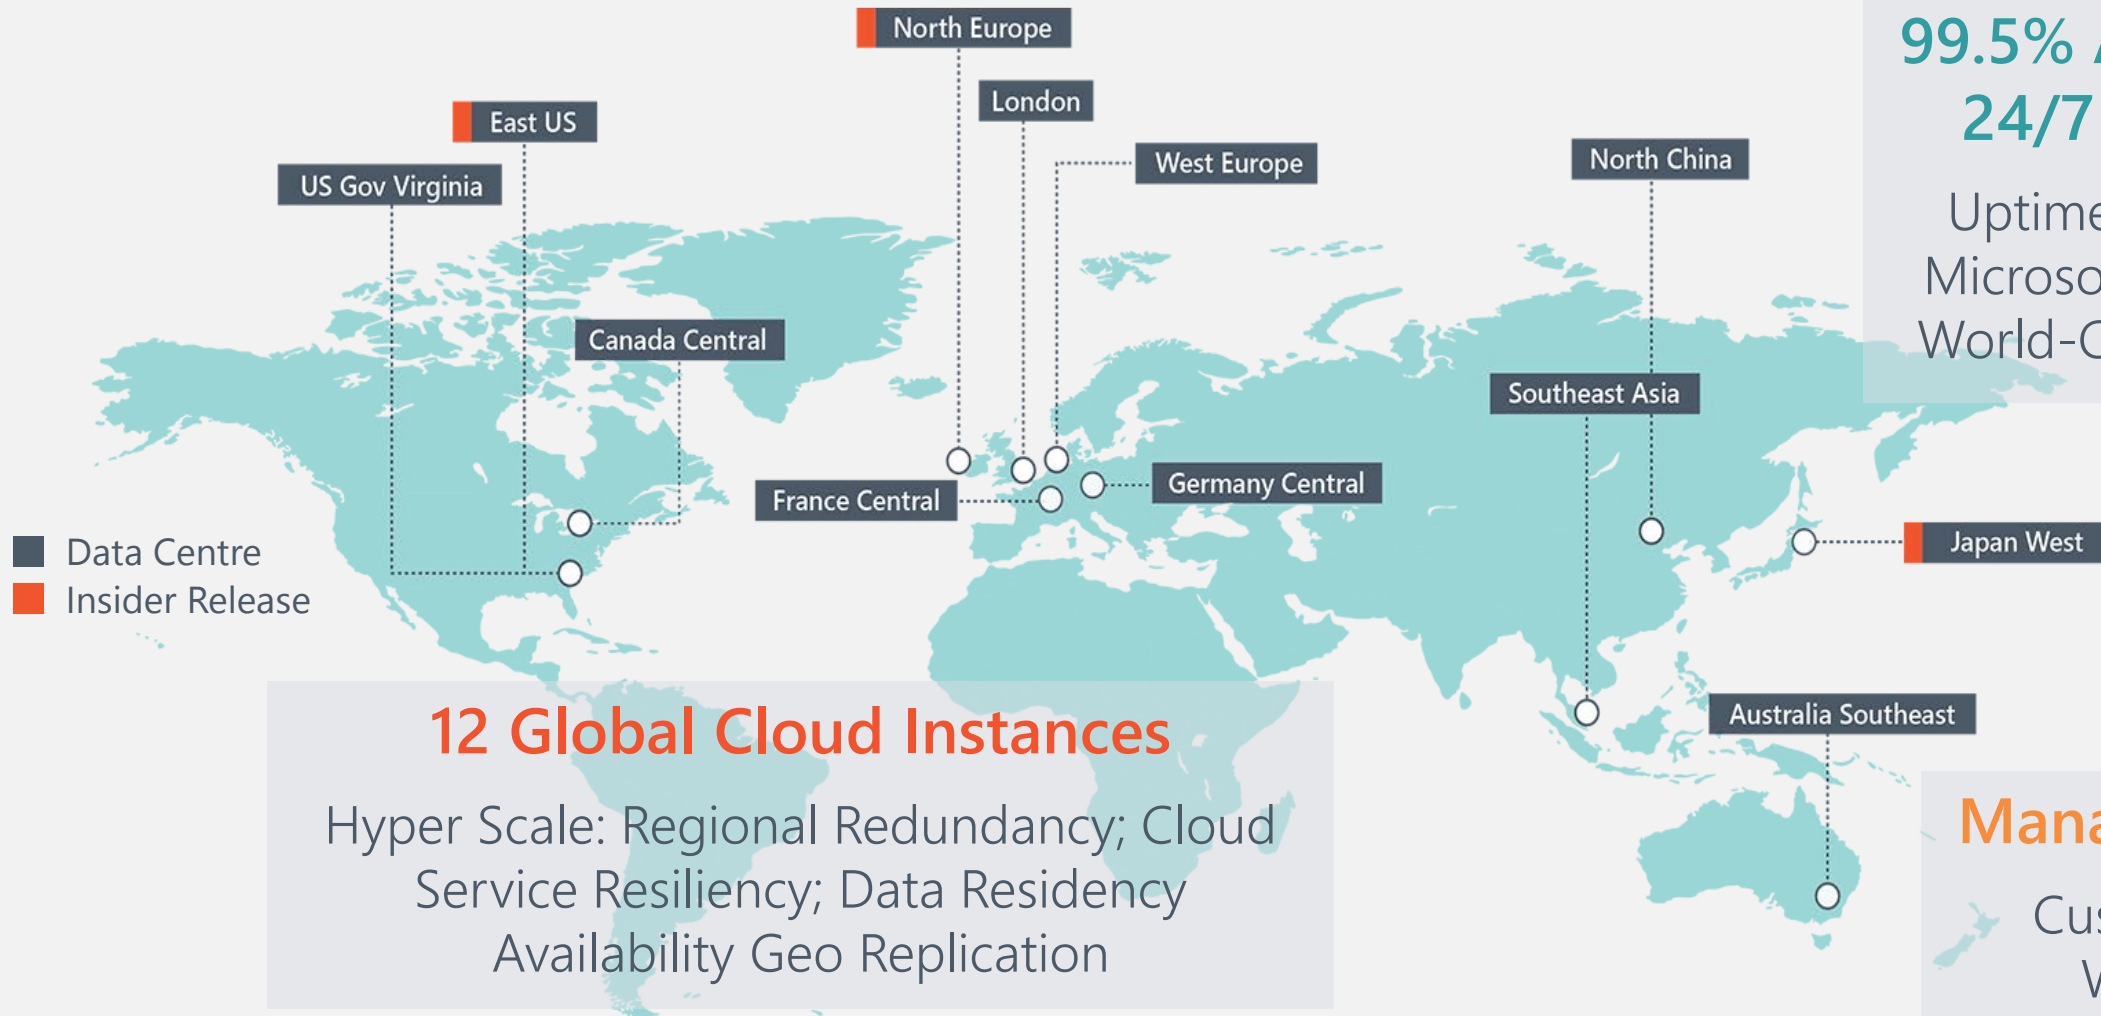 North Europe
99.5%
London
24/7
East US
West Europe
North China
US Gov Virginia
Uptime
Canada Central
Southeast Asia
Germany Central
France Central
Data Centre
Insider Release
Japan West
12 Global Cloud Instances
Hyper Scale: Regional Redundancy; Cloud
Service Resiliency; Data Residency
Availability Geo Replication
Australia Southeast